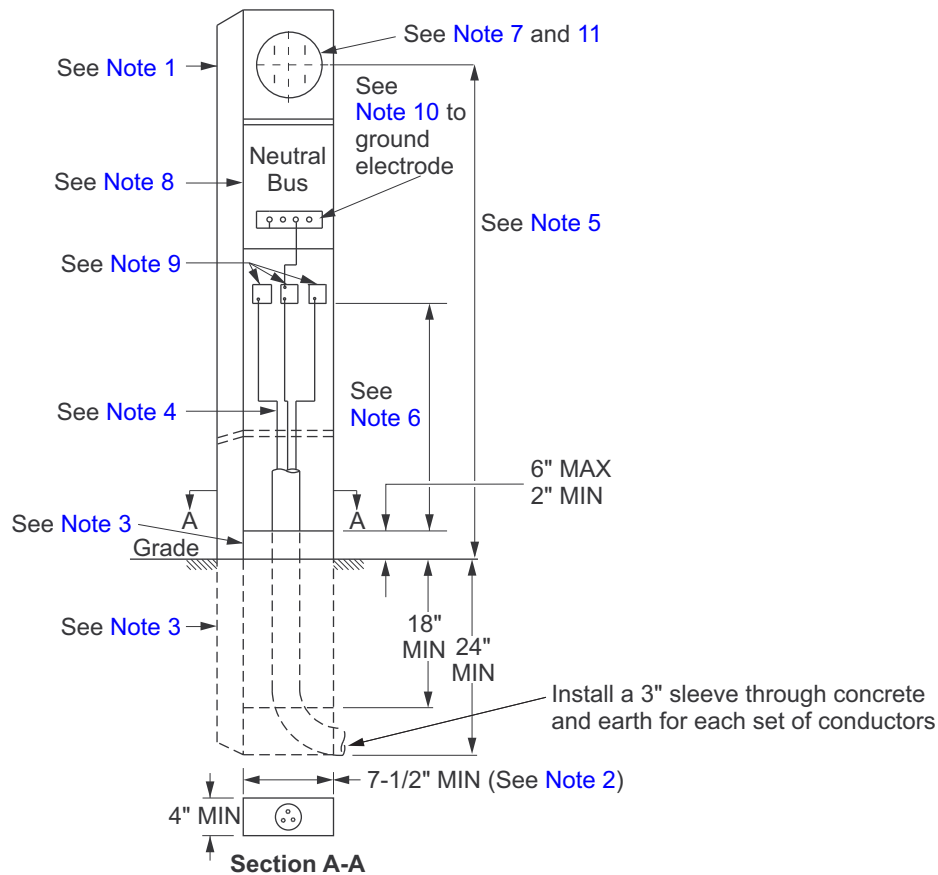 See Note 7 and 11
See Note 1
See
Note 10 to
ground
electrode
Neutral
Bus
See Note 8
See Note 5
See Note 9
See
Note 6
See Note 4
6" MAX
2" MIN
A
A
See Note 3
Grade
See Note 3
18"
MIN
24"
MIN
Install a 3" sleeve through concrete
and earth for each set of conductors
7-1/2" MIN (See Note 2)
4" MIN
Section A-A